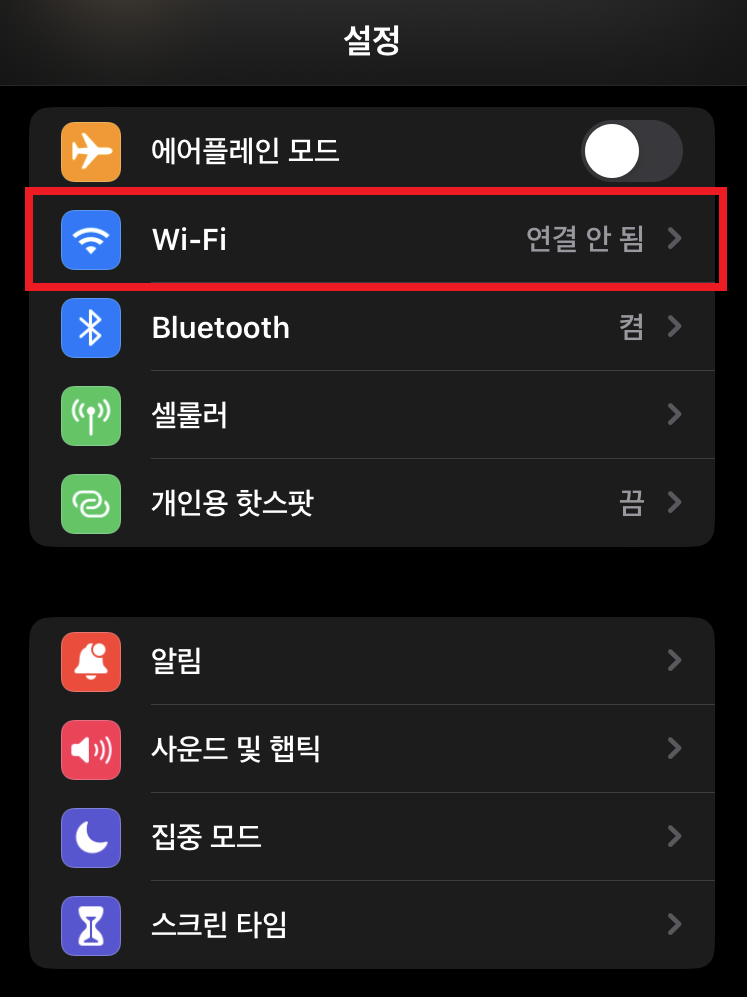 설정
에어플레인 모드
Wi-Fi 연결 안 됨
Bluetooth 켬
셀룰러
개인용 핫스팟 끔
알림
사운드 및 햅틱
집중 모드
스크린 타임